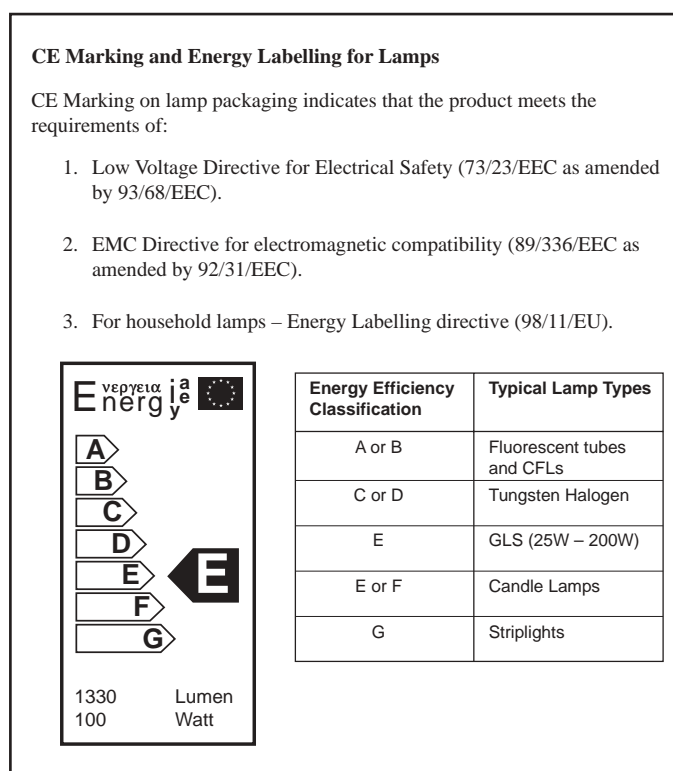 CE Marking and Energy Labelling for Lamps
CE Marking on lamp packaging indicates that the product meets the
requirements of:
1. Low Voltage Directive for Electrical Safety (73/23/EEC as amended
by 93/68/EEC).
2. EMC Directive for electromagnetic compatibility (89/336/EEC as
amended by 92/31/EEC).
3. For household lamps – Energy Labelling directive (98/11/EU).
Eνεργεια
nerg i y a e
A
B
C
D
E
E
F
G
1330 Lumen
100 Watt
Energy Efficiency
Classification
Typical Lamp Types
A or B
Fluorescent tubes
and CFLs
C or D
Tungsten Halogen
E
GLS (25W – 200W)
E or F
Candle Lamps
G
Striplights